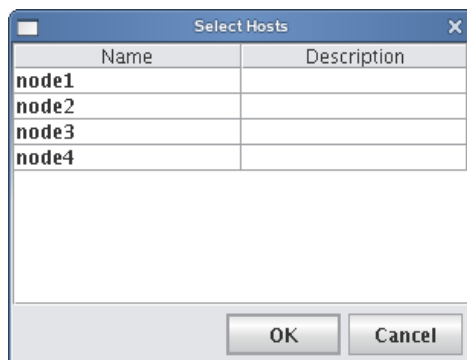 Select Hosts
Name Description
node1
node2
node3
node4
OK Cancel